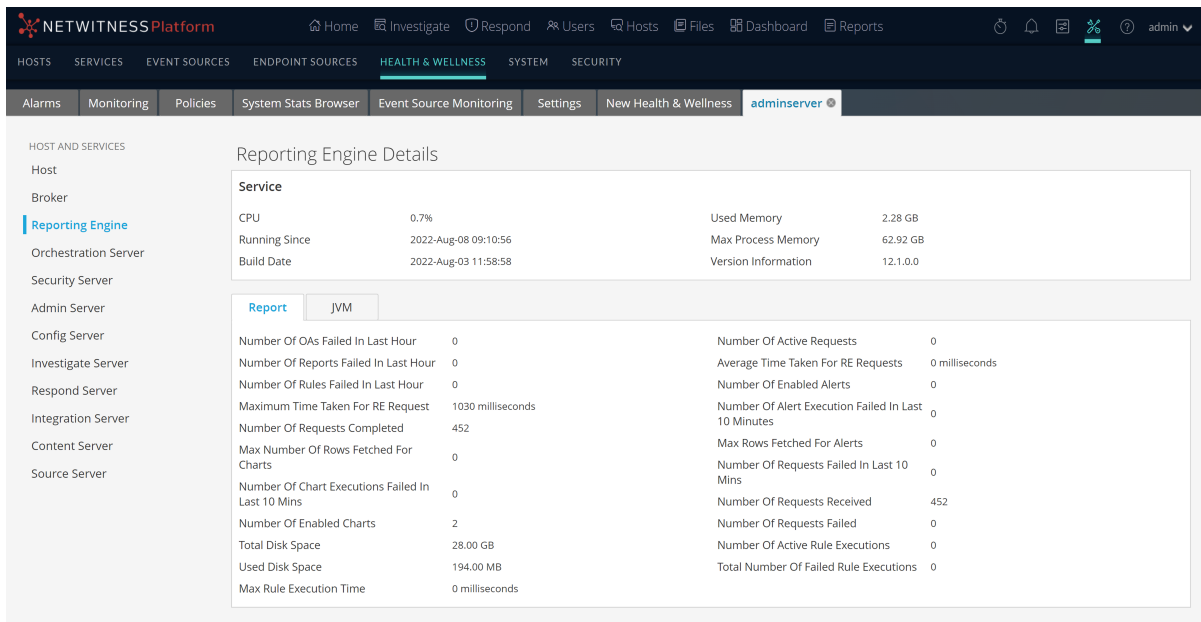 NETWITNESS Platform
Home Investigate Respond Users Hosts Files Dashboard Reports admin
HOSTS SERVICES EVENT SOURCES ENDPOINT SOURCES HEALTH & WELLNESS SYSTEM SECURITY
Alarms Monitoring Policies System Stats Browser Event Source Monitoring Settings New Health & Wellness adminserver
HOST AND SERVICES
Host
Broker
Reporting Engine
Orchestration Server
Security Server
Admin Server
Config Server
Investigate Server
Respond Server
Integration Server
Content Server
Source Server
Reporting Engine Details
Service
CPU 0.7% Used Memory 2.28 GB
Running Since 2022-Aug-08 09:10:56 Max Process Memory 62.92 GB
Build Date 2022-Aug-03 11:58:58 Version Information 12.1.0.0
Report JVM
Number Of OAs Failed In Last Hour 0
Number Of Reports Failed In Last Hour 0
Number Of Rules Failed In Last Hour 0
Maximum Time Taken For RE Request 1030 milliseconds
Number Of Requests Completed 452
Max Number Of Rows Fetched For
Charts 0
Number Of Chart Executions Failed In
Last 10 Mins 0
Number Of Enabled Charts 2
Total Disk Space 28.00 GB
Used Disk Space 194.00 MB
Max Rule Execution Time 0 milliseconds
Number Of Active Requests 0
Average Time Taken For RE Requests 0 milliseconds
Number Of Enabled Alerts 0
Number Of Alert Execution Failed In Last
10 Minutes 0
Max Rows Fetched For Alerts 0
Number Of Requests Failed In Last 10
Mins 0
Number Of Requests Received 452
Number Of Requests Failed 0
Number Of Active Rule Executions 0
Total Number Of Failed Rule Executions 0